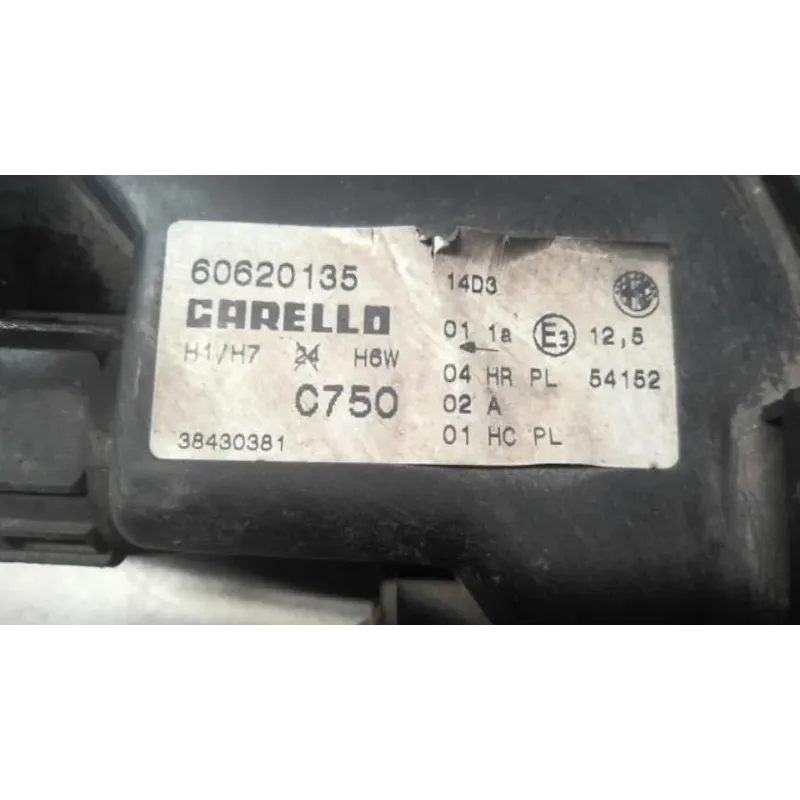 60620135
CARELLO
H1/H7 24 H6W
C750
38430381
14D3
01 1a E3 12,5
04 HR PL 54152
02 A
01 HC PL